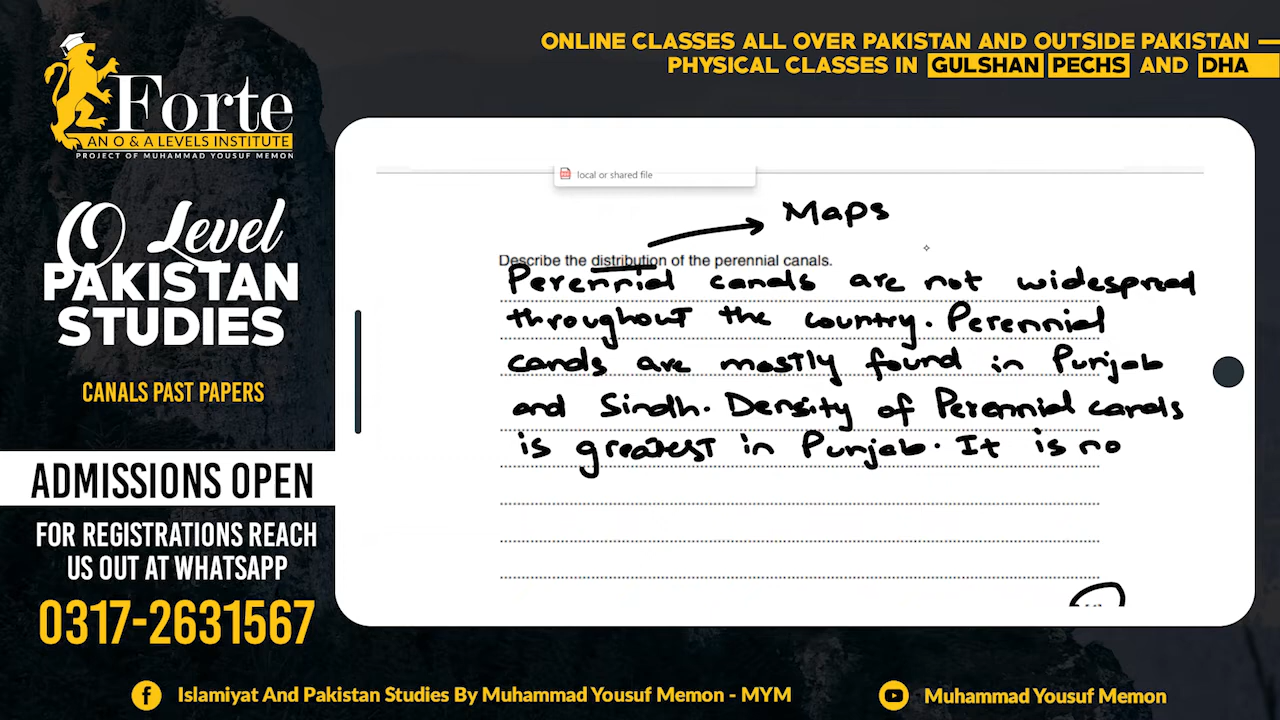 Forte
AN O & A LEVELS INSTITUTE
PROJECT OF MUHAMMAD YOUSUF MEMON
O Level
PAKISTAN
STUDIES
CANALS PAST PAPERS
ADMISSIONS OPEN
FOR REGISTRATIONS REACH
US OUT AT WHATSAPP
0317-2631567
ONLINE CLASSES ALL OVER PAKISTAN AND OUTSIDE PAKISTAN
PHYSICAL CLASSES IN GULSHAN PECHS AND DHA
local or shared file
Maps
Describe the distribution of the perennial canals.
Perennial canals are not widespread
throughout the country. Perennial
canals are mostly found in Punjab
and Sindh. Density of Perennial canals
is greatest in Punjab. It is no
Islamiyat And Pakistan Studies By Muhammad Yousuf Memon - MYM
Muhammad Yousuf Memon